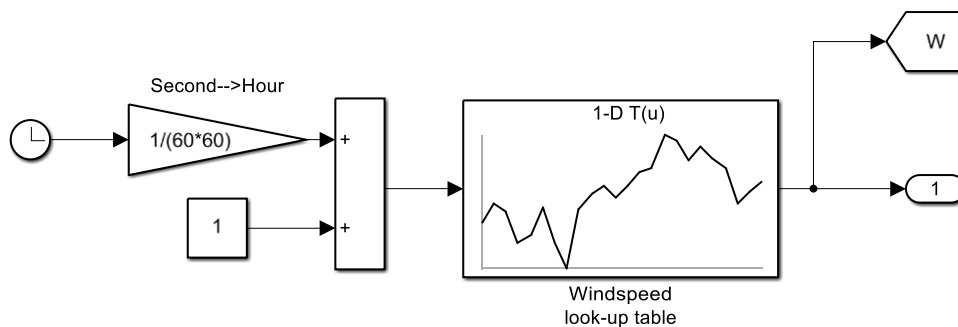 W
Second-->Hour
1-D T(u)
1/(60*60)
+
1
1
+
Windspeed
look-up table